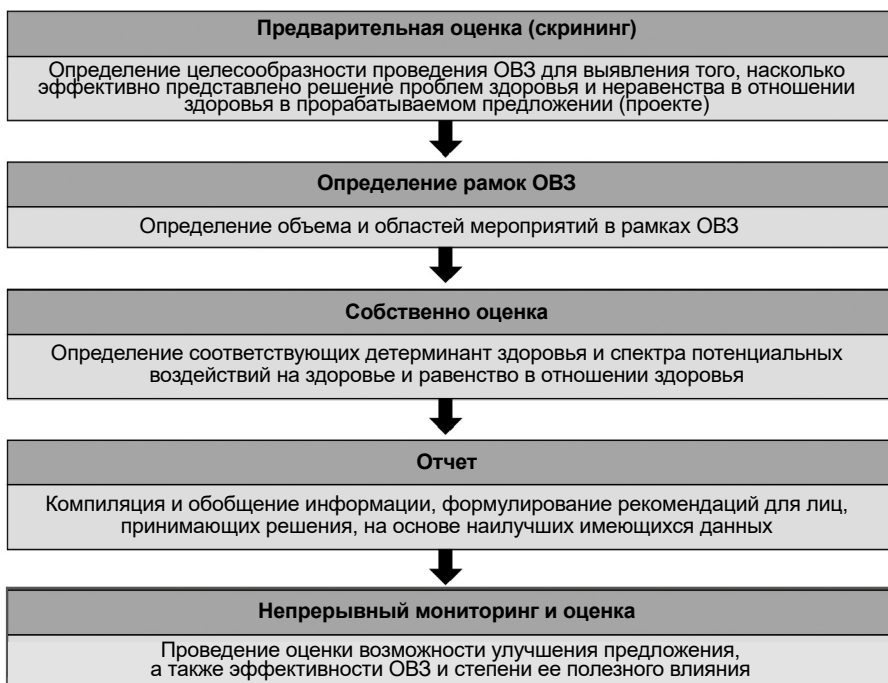 Предварительная оценка (скрининг)
Определение целесообразности проведения ОВЗ для выявления того, насколько
эффективно представлено решение проблем здоровья и неравенства в отношении
здоровья в прорабатываемом предложении (проекте)
Определение рамок ОВЗ
Определение объема и областей мероприятий в рамках ОВЗ
Собственно оценка
Определение соответствующих детерминант здоровья и спектра потенциальных
воздействий на здоровье и равенство в отношении здоровья
Отчет
Компиляция и обобщение информации, формулирование рекомендаций для лиц,
принимающих решения, на основе наилучших имеющихся данных
Непрерывный мониторинг и оценка
Проведение оценки возможности улучшения предложения,
а также эффективности ОВЗ и степени ее полезного влияния